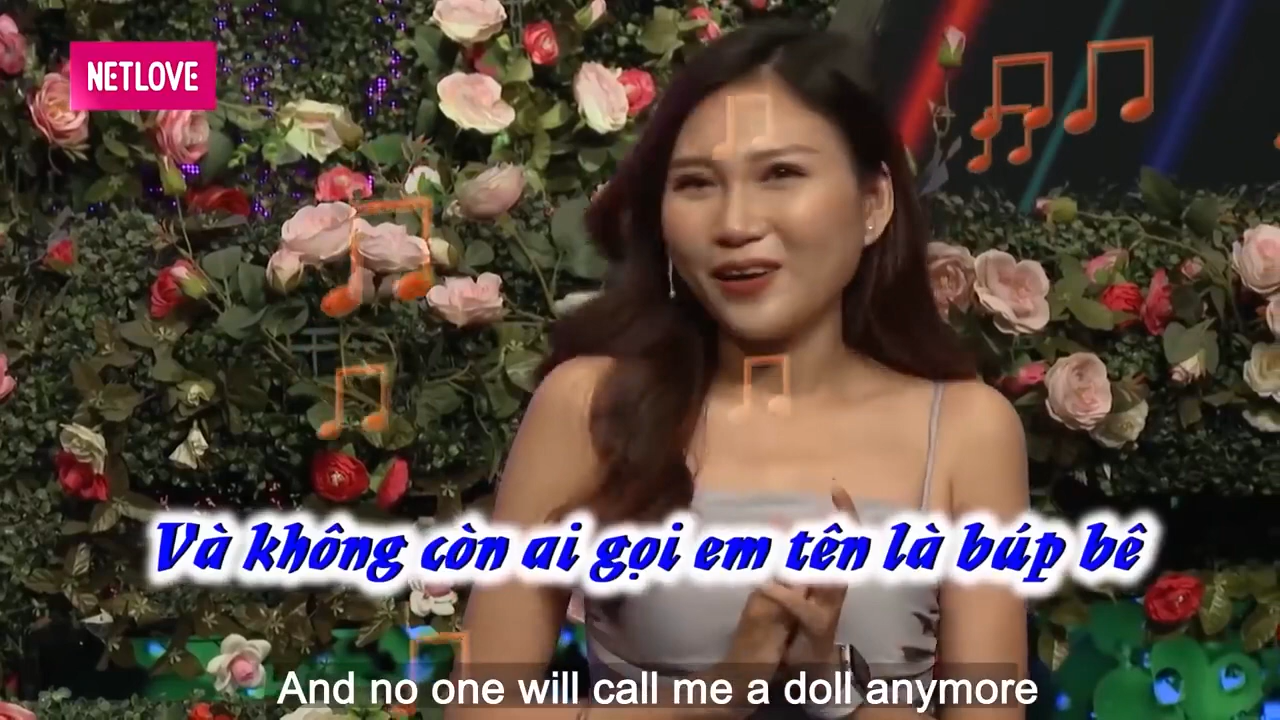 NETLOVE
Và không còn ai gọi em tên là búp bê
And no one will call me a doll anymore